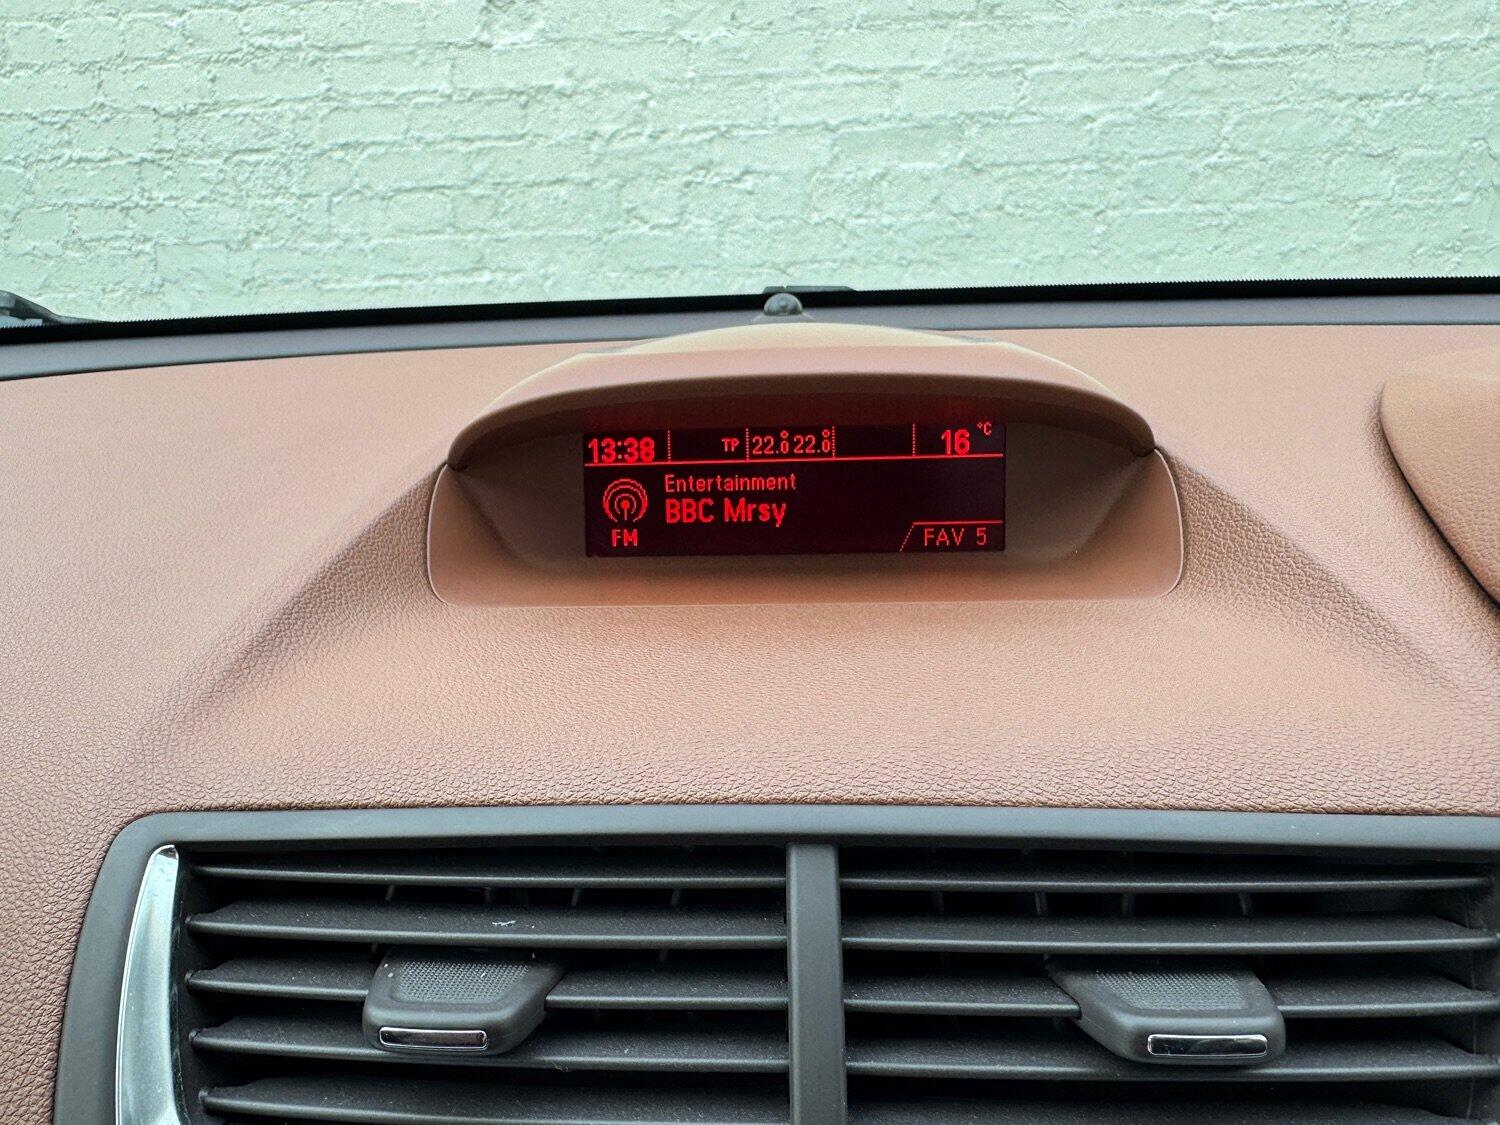 13:38 TP 22.0° 22.0° 16 °C
Entertainment
BBC Mrsy
FM
FAV 5